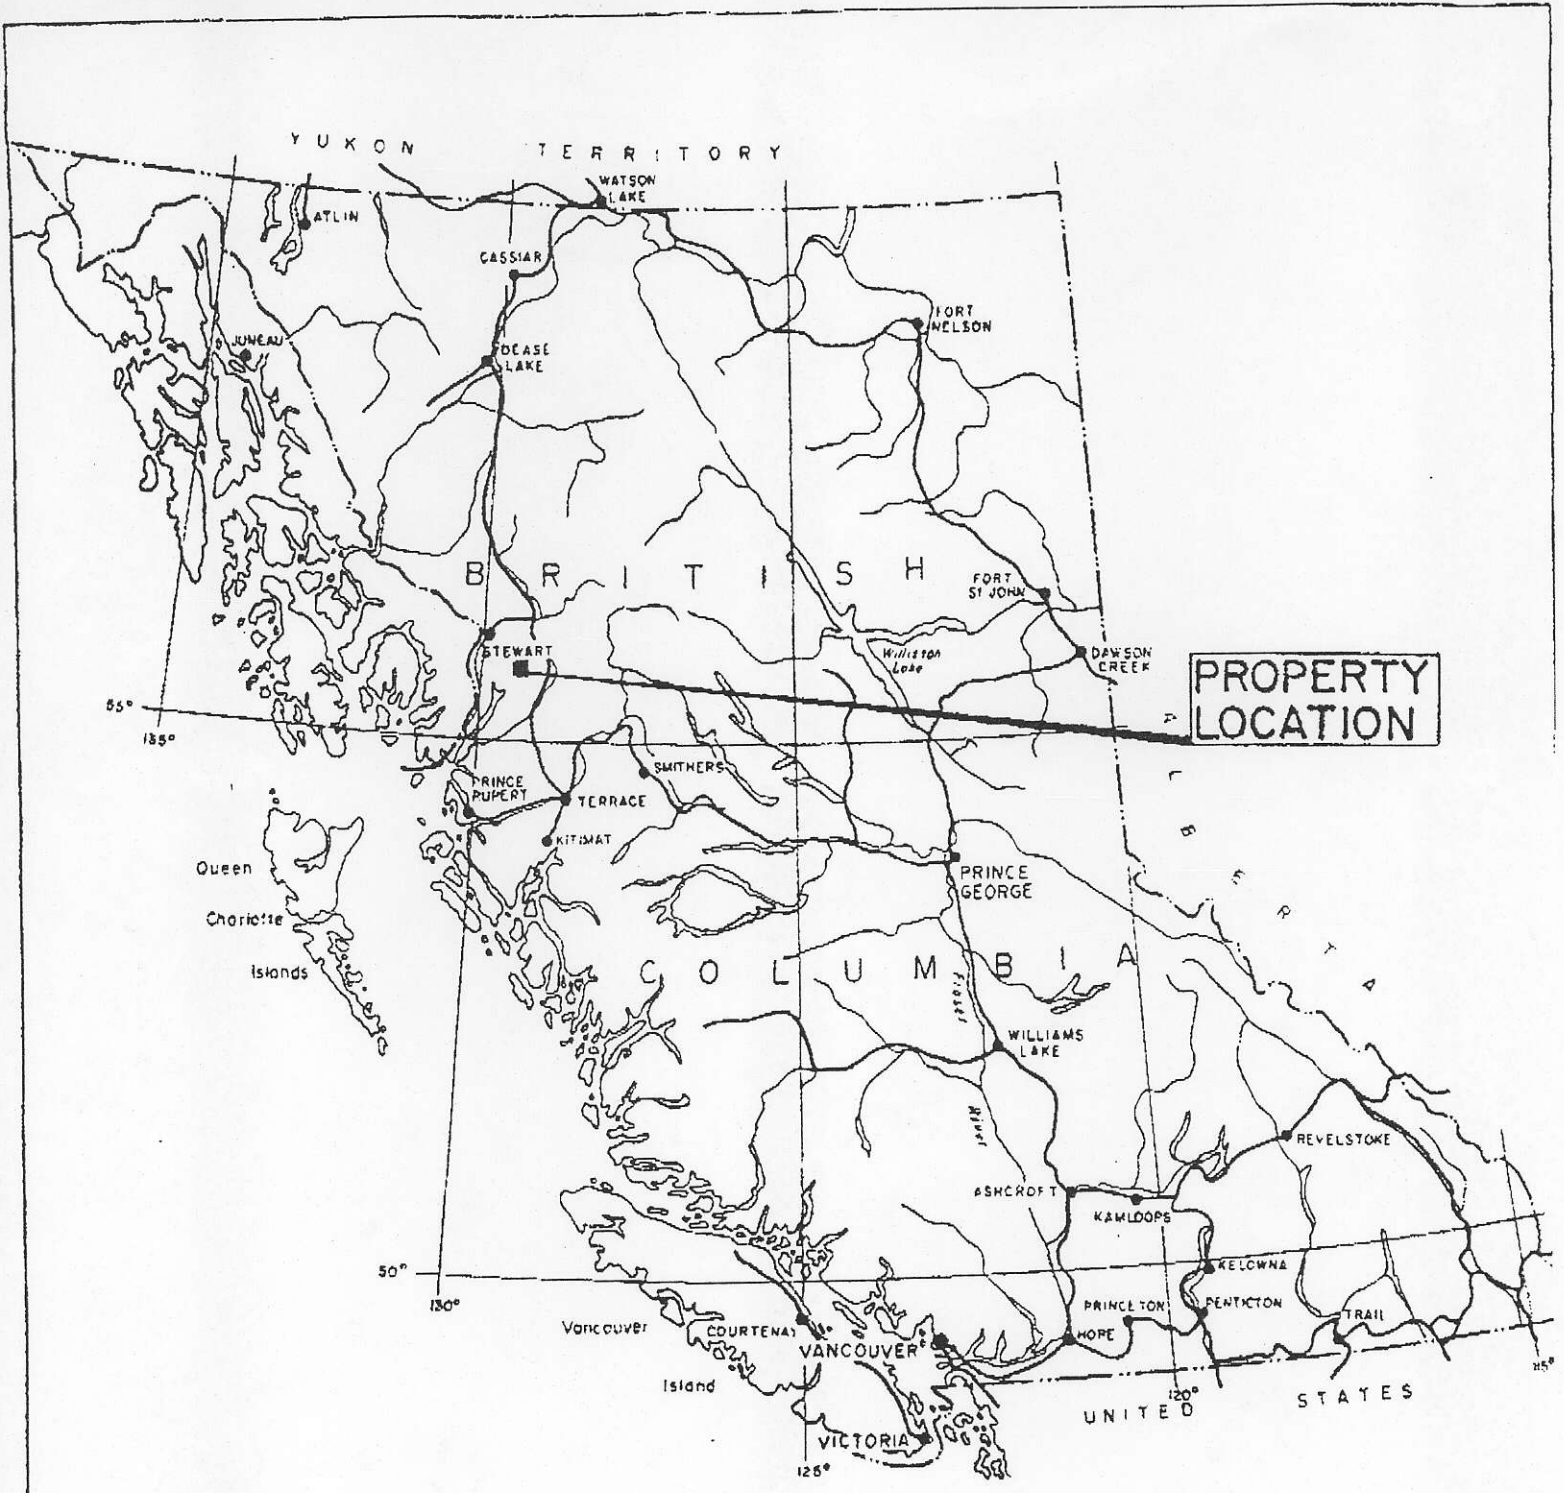 YUKON TERRITORY
WATSON
LAKE
ATLIN
CASSIAR
FORT
NELSON
JUNEAU
DEASE
LAKE
BRITISH
FORT
ST JOHN
STEWART
Williston
Lake
DAWSON
CREEK
PROPERTY
LOCATION
55°
135°
SMITHERS
PRINCE
RUPERT
TERRACE
KITIMAT
ALBERTA
PRINCE
GEORGE
Queen
Charlotte
Islands
COLUMBIA
Fraser
River
WILLIAMS
LAKE
REVELSTOKE
ASHCROFT
KAMLOOPS
50°
130°
KELOWNA
PRINCETON
PENTICTON
TRAIL
Vancouver
Island
COURTENAY
VANCOUVER
HOPE
115°
120°
UNITED STATES
VICTORIA
125°